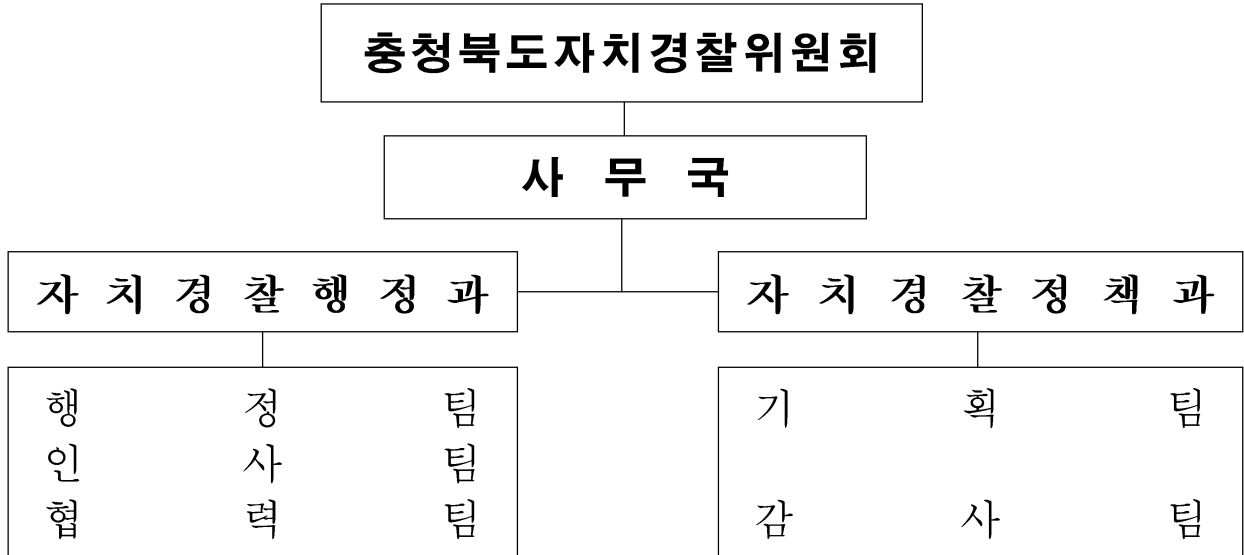 충청북도자치경찰위원회
사 무 국
자 치 경 찰 행 정 과
행 정 팀
인 사 팀
협 력 팀
자 치 경 찰 정 책 과
기 획 팀
감 사 팀